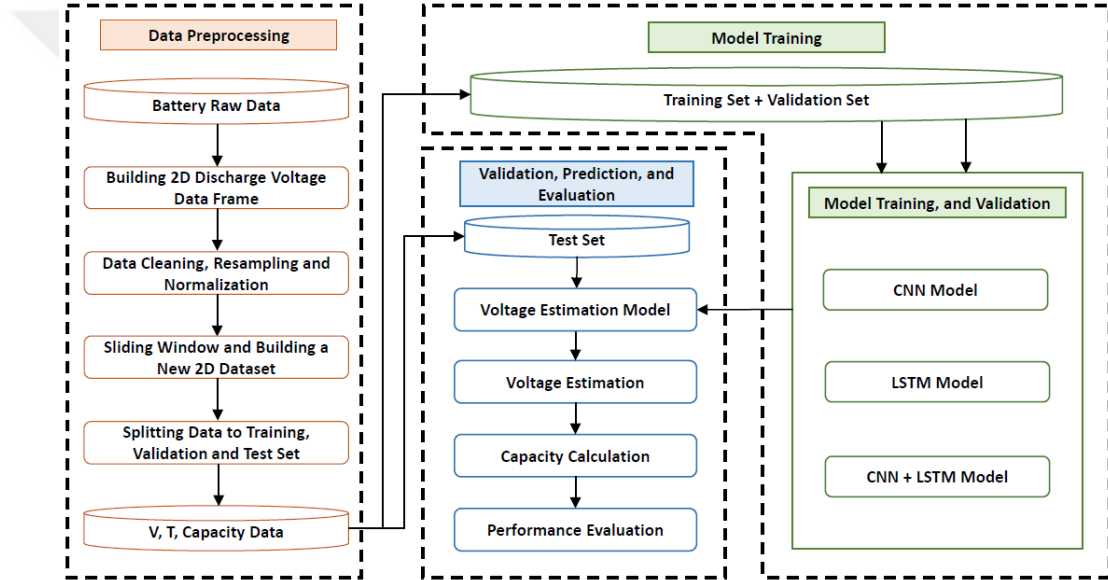 Data Preprocessing
Battery Raw Data
Building 2D Discharge Voltage
Data Frame
Data Cleaning, Resampling and
Normalization
Sliding Window and Building a
New 2D Dataset
Splitting Data to Training,
Validation and Test Set
V, T, Capacity Data
Validation, Prediction, and
Evaluation
Test Set
Voltage Estimation Model
Voltage Estimation
Capacity Calculation
Performance Evaluation
Model Training
Training Set + Validation Set
Model Training, and Validation
CNN Model
LSTM Model
CNN + LSTM Model